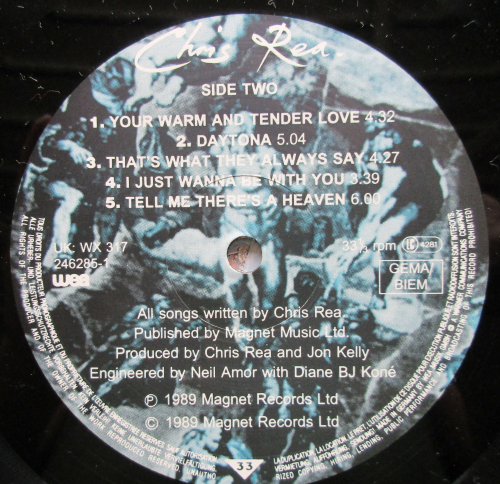 Chris Rea.
SIDE TWO
1. YOUR WARM AND TENDER LOVE 4.32
2. DAYTONA 5.04
3. THAT'S WHAT THEY ALWAYS SAY 4.27
4. I JUST WANNA BE WITH YOU 3.39
5. TELL ME THERE'S A HEAVEN 6.00
UK: WX 317
246285-1
wea
33⅓ rpm
LC 4281
GEMA/
BIEM
All songs written by Chris Rea.
Published by Magnet Music Ltd.
Produced by Chris Rea and Jon Kelly
Engineered by Neil Amor with Diane BJ Koné
℗ 1989 Magnet Records Ltd
© 1989 Magnet Records Ltd
33